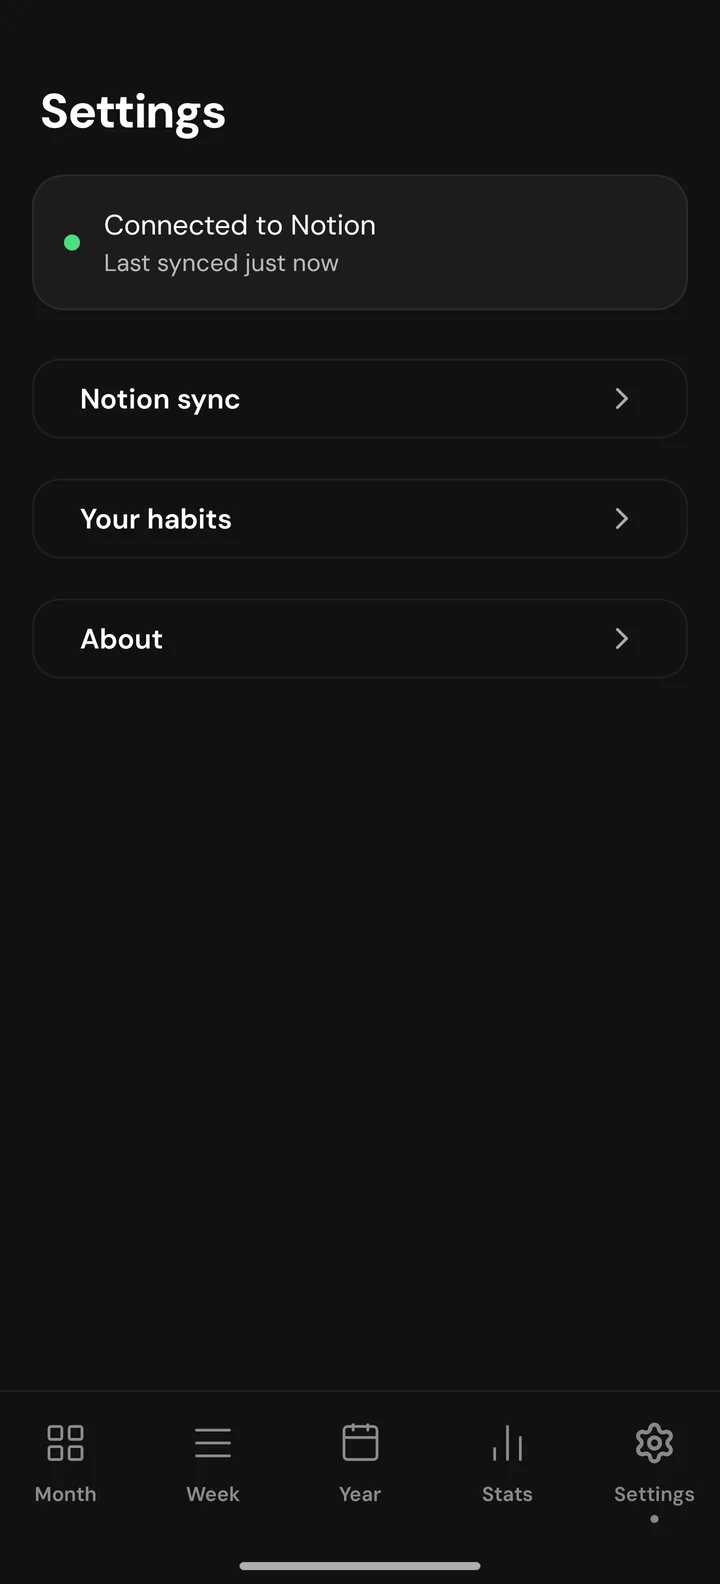 Settings
Connected to Notion
Last synced just now
Notion sync
Your habits
About
Month
Week
Year
Stats
Settings